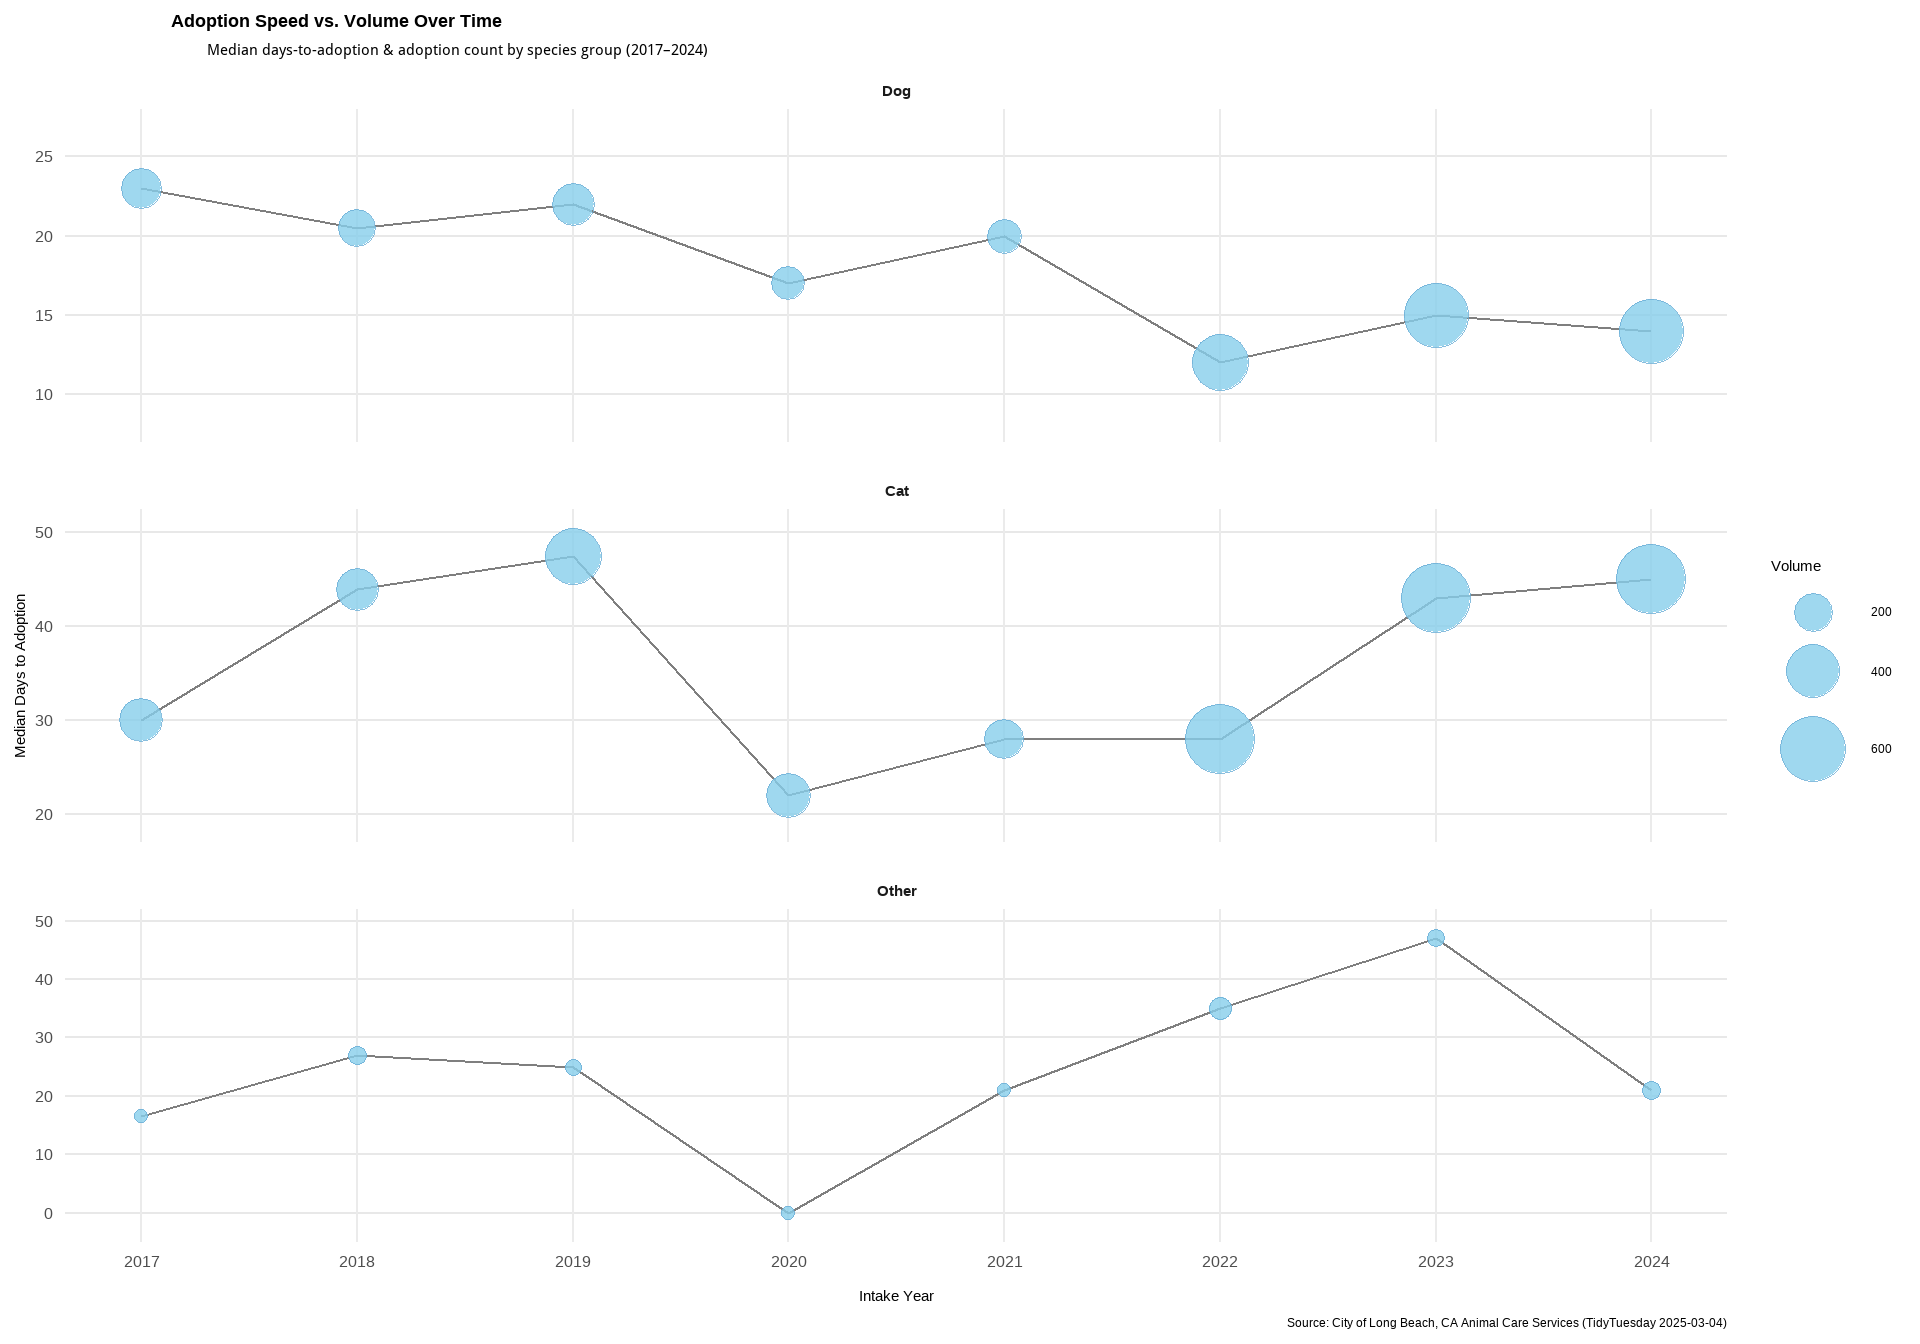 Adoption Speed vs. Volume Over Time
Median days-to-adoption & adoption count by species group (2017–2024)
Dog
25
20
15
10
Cat
50
40
30
20
Median Days to Adoption
Other
50
40
30
20
10
0
2017 2018 2019 2020 2021 2022 2023 2024
Intake Year
Volume
200
400
600
Source: City of Long Beach, CA Animal Care Services (TidyTuesday 2025-03-04)